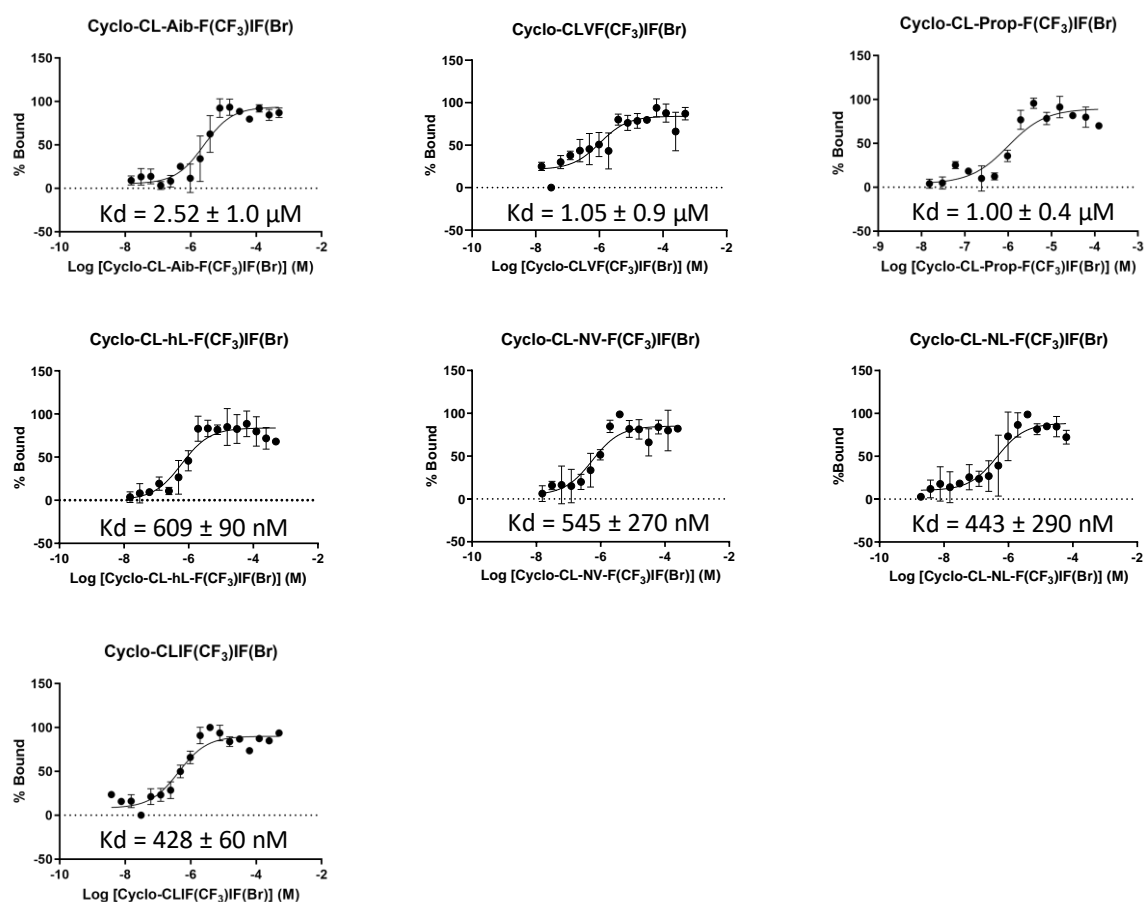 Cyclo-CL-Aib-F(CF₃)IF(Br)
150
100
50
0
-50
% Bound
Kd = 2.52 ± 1.0 µM
-10 -8 -6 -4 -2
Log [Cyclo-CL-Aib-F(CF₃)IF(Br)] (M)
Cyclo-CLVF(CF₃)IF(Br)
150
100
50
0
-50
% Bound
Kd = 1.05 ± 0.9 µM
-10 -8 -6 -4 -2
Log [Cyclo-CLVF(CF₃)IF(Br)] (M)
Cyclo-CL-Prop-F(CF₃)IF(Br)
150
100
50
0
-50
% Bound
Kd = 1.00 ± 0.4 µM
-9 -8 -7 -6 -5 -4 -3
Log [Cyclo-CL-Prop-F(CF₃)IF(Br)] (M)
Cyclo-CL-hL-F(CF₃)IF(Br)
150
100
50
0
-50
% Bound
Kd = 609 ± 90 nM
-10 -8 -6 -4 -2
Log [Cyclo-CL-hL-F(CF₃)IF(Br)] (M)
Cyclo-CL-NV-F(CF₃)IF(Br)
150
100
50
0
-50
% Bound
Kd = 545 ± 270 nM
-10 -8 -6 -4 -2
Log [Cyclo-CL-NV-F(CF₃)IF(Br)] (M)
Cyclo-CL-NL-F(CF₃)IF(Br)
150
100
50
0
-50
%Bound
Kd = 443 ± 290 nM
-10 -8 -6 -4 -2
Log [Cyclo-CL-NL-F(CF₃)IF(Br)] (M)
Cyclo-CLIF(CF₃)IF(Br)
150
100
50
0
-50
% Bound
Kd = 428 ± 60 nM
-10 -8 -6 -4 -2
Log [Cyclo-CLIF(CF₃)IF(Br)] (M)